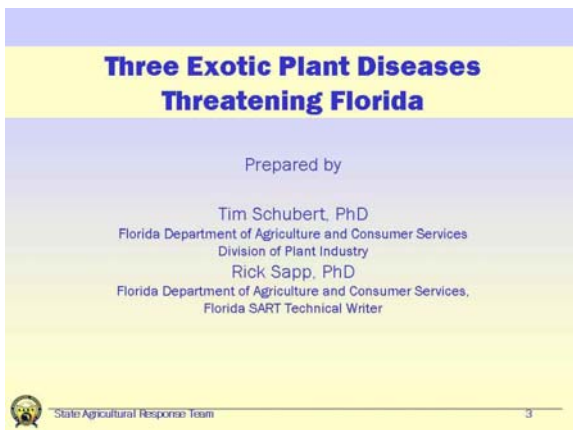 Three Exotic Plant Diseases
Threatening Florida
Prepared by
Tim Schubert, PhD
Florida Department of Agriculture and Consumer Services
Division of Plant Industry
Rick Sapp, PhD
Florida Department of Agriculture and Consumer Services,
Florida SART Technical Writer
State Agricultural Response Team 3